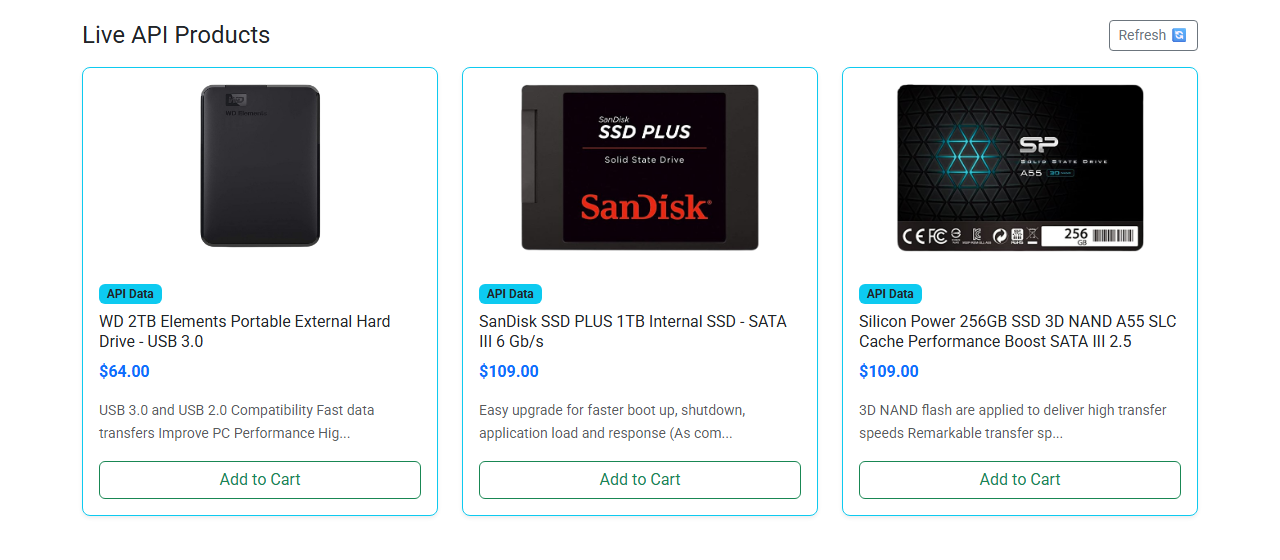 Live API Products
Refresh
WD Elements
SanDisk
SSD PLUS
Solid State Drive
SanDisk
SP
SOLID STATE DRIVE
A55
256
GB
API Data
WD 2TB Elements Portable External Hard
Drive - USB 3.0
$64.00
USB 3.0 and USB 2.0 Compatibility Fast data
transfers Improve PC Performance Hig...
Add to Cart
API Data
SanDisk SSD PLUS 1TB Internal SSD - SATA
III 6 Gb/s
$109.00
Easy upgrade for faster boot up, shutdown,
application load and response (As com...
Add to Cart
API Data
Silicon Power 256GB SSD 3D NAND A55 SLC
Cache Performance Boost SATA III 2.5
$109.00
3D NAND flash are applied to deliver high transfer
speeds Remarkable transfer sp...
Add to Cart